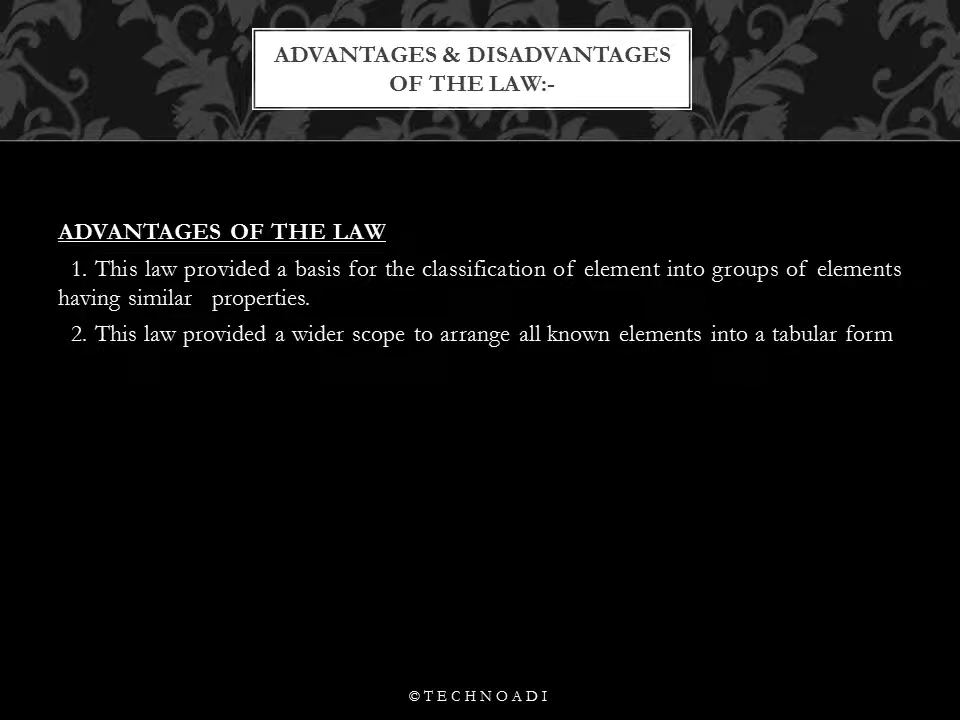 ADVANTAGES & DISADVANTAGES
OF THE LAW:-
ADVANTAGES OF THE LAW
1. This law provided a basis for the classification of element into groups of elements
having similar properties.
2. This law provided a wider scope to arrange all known elements into a tabular form
©TECHNOADI